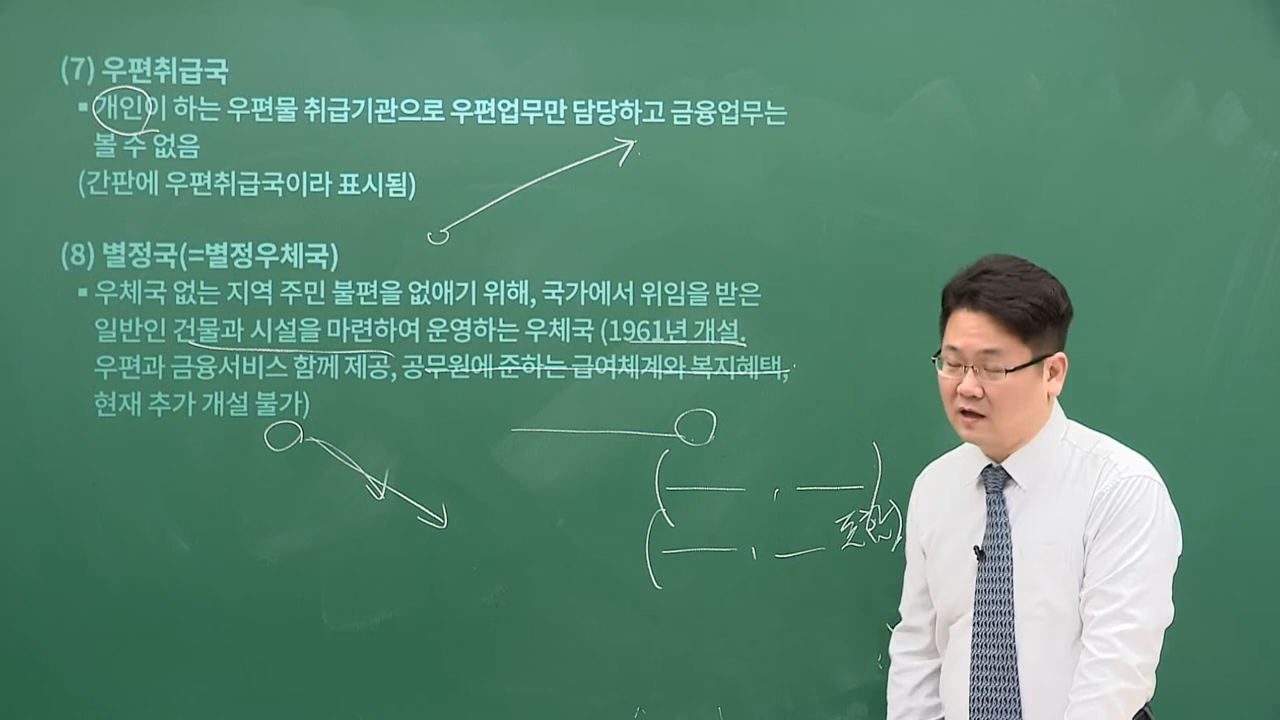 (7) 우편취급국
▪ 개인이 하는 우편물 취급기관으로 우편업무만 담당하고 금융업무는
볼 수 없음
(간판에 우편취급국이라 표시됨)
(8) 별정국(=별정우체국)
▪ 우체국 없는 지역 주민 불편을 없애기 위해, 국가에서 위임을 받은
일반인 건물과 시설을 마련하여 운영하는 우체국 (1961년 개설.
우편과 금융서비스 함께 제공, 공무원에 준하는 급여체계와 복지혜택,
현재 추가 개설 불가)